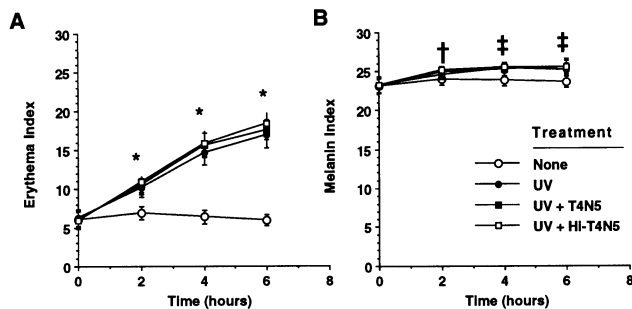 A
30
25
20
15
10
5
0
Erythema Index
*
*
*
0 2 4 6 8
Time (hours)
B
30
25
20
15
10
5
0
Melanin Index
† ‡ ‡
Treatment
None
UV
UV + T4N5
UV + HI-T4N5
0 2 4 6 8
Time (hours)